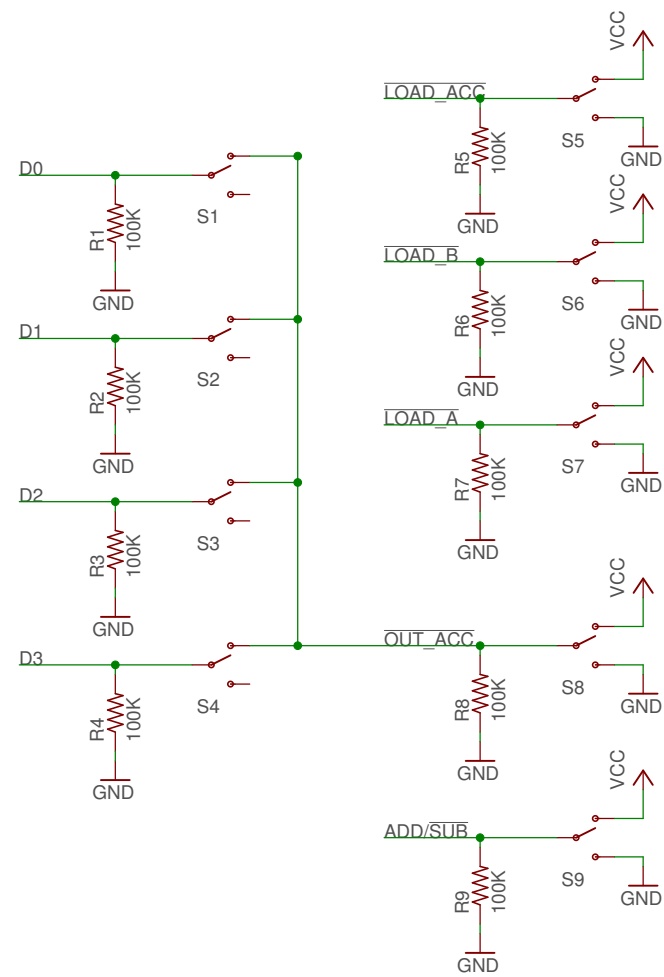 D0
S1
R1
100K
GND
D1
S2
R2
100K
GND
D2
S3
R3
100K
GND
D3
S4
R4
100K
GND
VCC
LOAD_ACC
S5
GND
R5
100K
GND
VCC
LOAD_B
S6
GND
R6
100K
GND
VCC
LOAD_A
S7
GND
R7
100K
GND
VCC
OUT_ACC
S8
GND
R8
100K
GND
VCC
ADD/SUB
S9
GND
R9
100K
GND